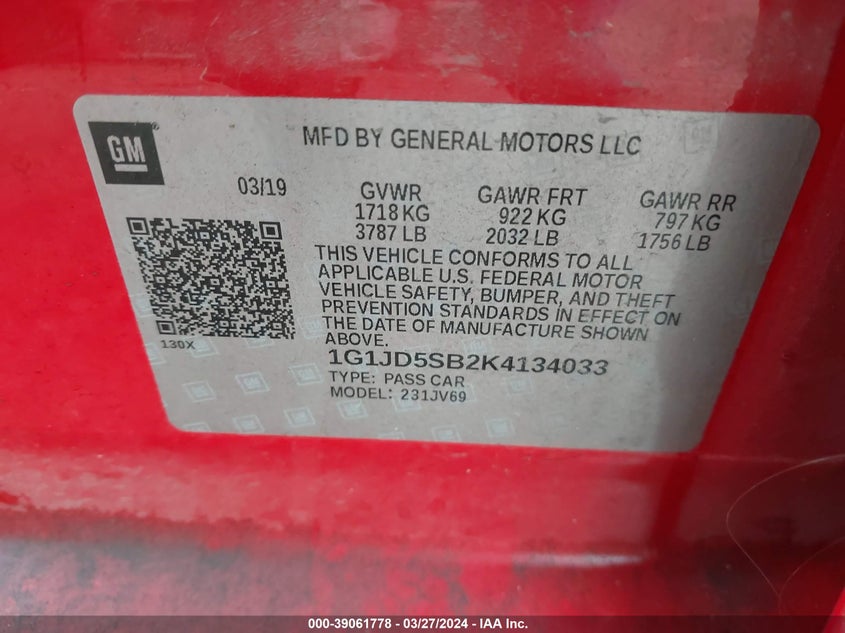 GM
MFD BY GENERAL MOTORS LLC
03/19
GVWR
1718 KG
3787 LB
GAWR FRT
922 KG
2032 LB
GAWR RR
797 KG
1756 LB
THIS VEHICLE CONFORMS TO ALL
APPLICABLE U.S. FEDERAL MOTOR
VEHICLE SAFETY, BUMPER, AND THEFT
PREVENTION STANDARDS IN EFFECT ON
THE DATE OF MANUFACTURE SHOWN
ABOVE.
130X
1G1JD5SB2K4134033
TYPE: PASS CAR
MODEL: 231JV69
000-39061778 - 03/27/2024 - IAA Inc.